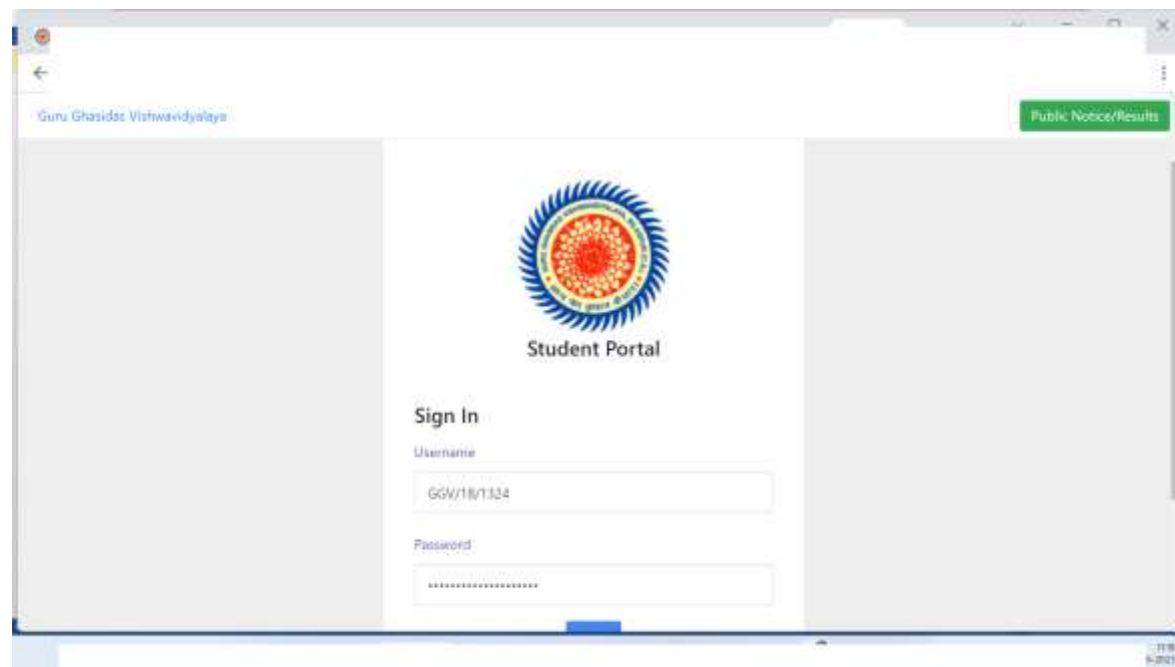 Guru Ghasidas Vishwavidyalaya
Public Notice/Results
Student Portal
Sign In
Username
GGV/18/1324
Password